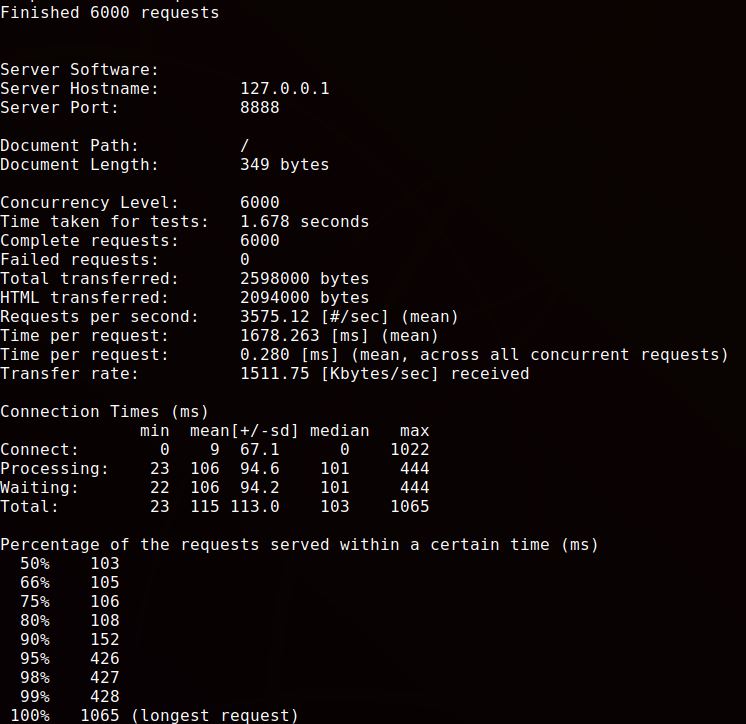 Finished 6000 requests
Server Software:
Server Hostname: 127.0.0.1
Server Port: 8888
Document Path: /
Document Length: 349 bytes
Concurrency Level: 6000
Time taken for tests: 1.678 seconds
Complete requests: 6000
Failed requests: 0
Total transferred: 2598000 bytes
HTML transferred: 2094000 bytes
Requests per second: 3575.12 [#/sec] (mean)
Time per request: 1678.263 [ms] (mean)
Time per request: 0.280 [ms] (mean, across all concurrent requests)
Transfer rate: 1511.75 [Kbytes/sec] received
Connection Times (ms)
min mean[+/-sd] median max
Connect: 0 9 67.1 0 1022
Processing: 23 106 94.6 101 444
Waiting: 22 106 94.2 101 444
Total: 23 115 113.0 103 1065
Percentage of the requests served within a certain time (ms)
50% 103
66% 105
75% 106
80% 108
90% 152
95% 426
98% 427
99% 428
100% 1065 (longest request)